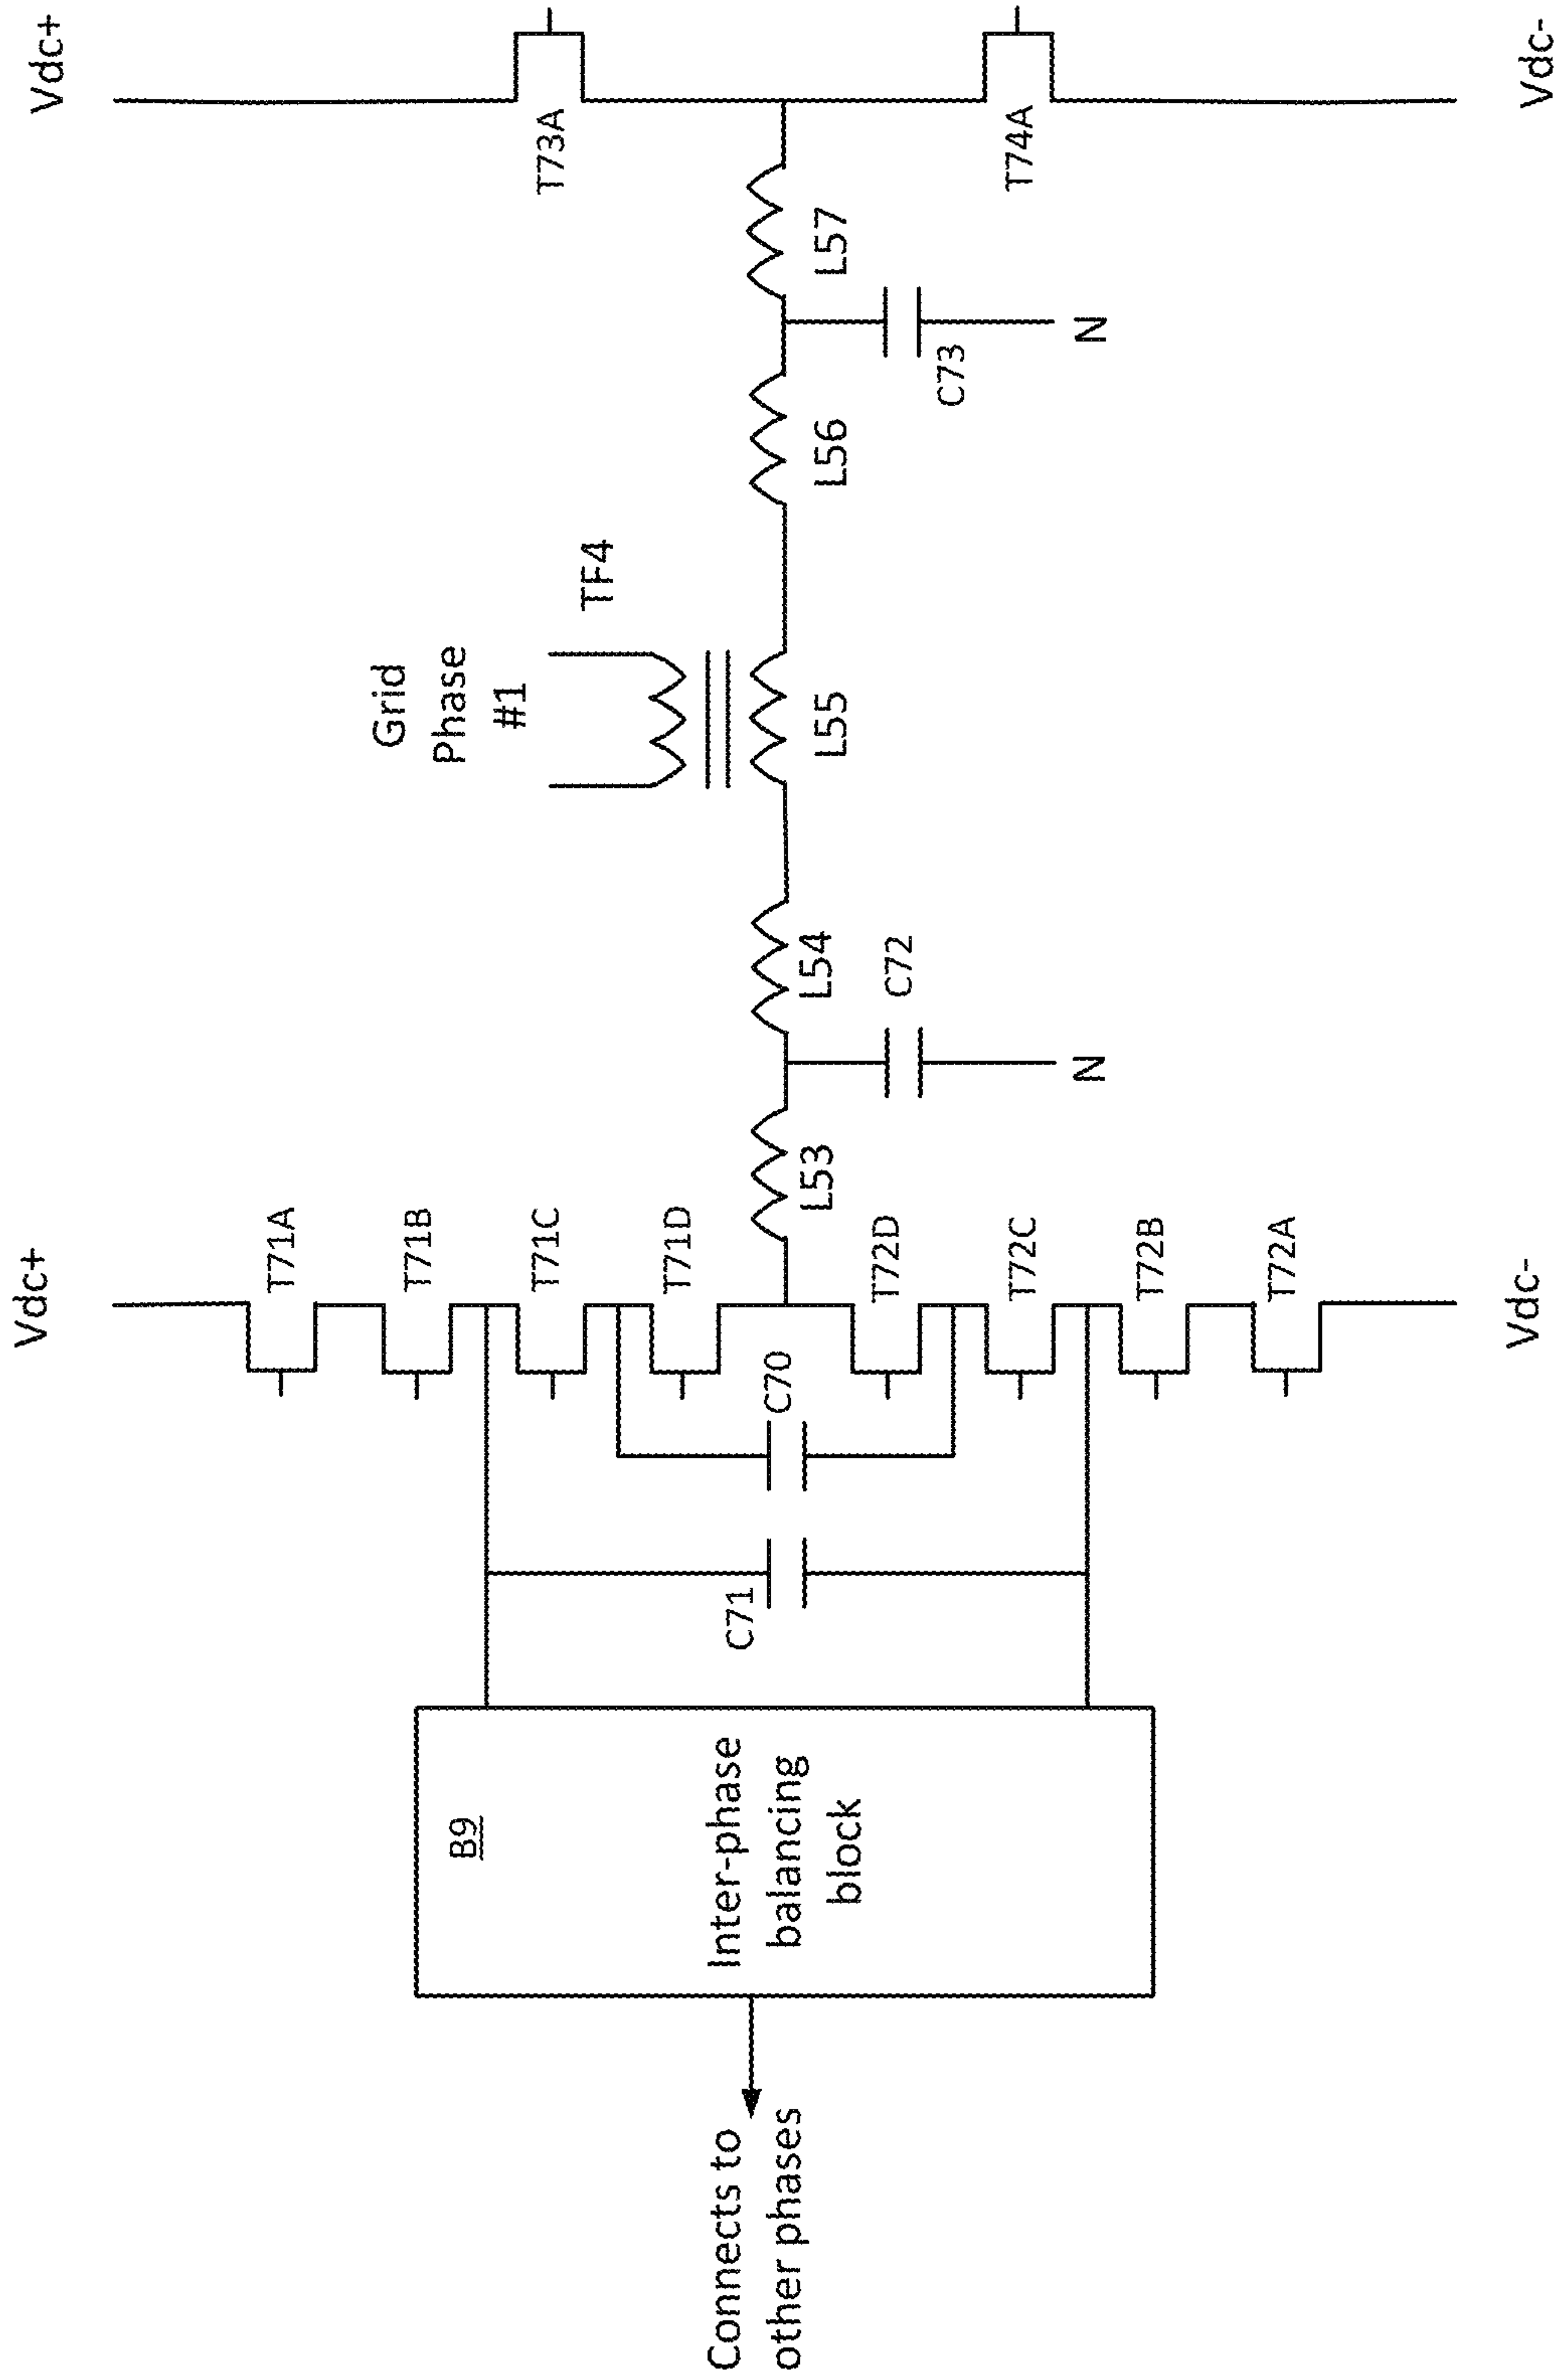 Vdc+
Vdc+
T71A
T71B
T71C
T71D
T72D
T72C
T72B
T72A
Vdc-
Vdc-
B9
Inter-phase
balancing
block
Connects to
other phases
C71
C70
L53
C72
N
L54
Grid
Phase
#1
TF4
L55
L56
C73
N
L57
T73A
T74A